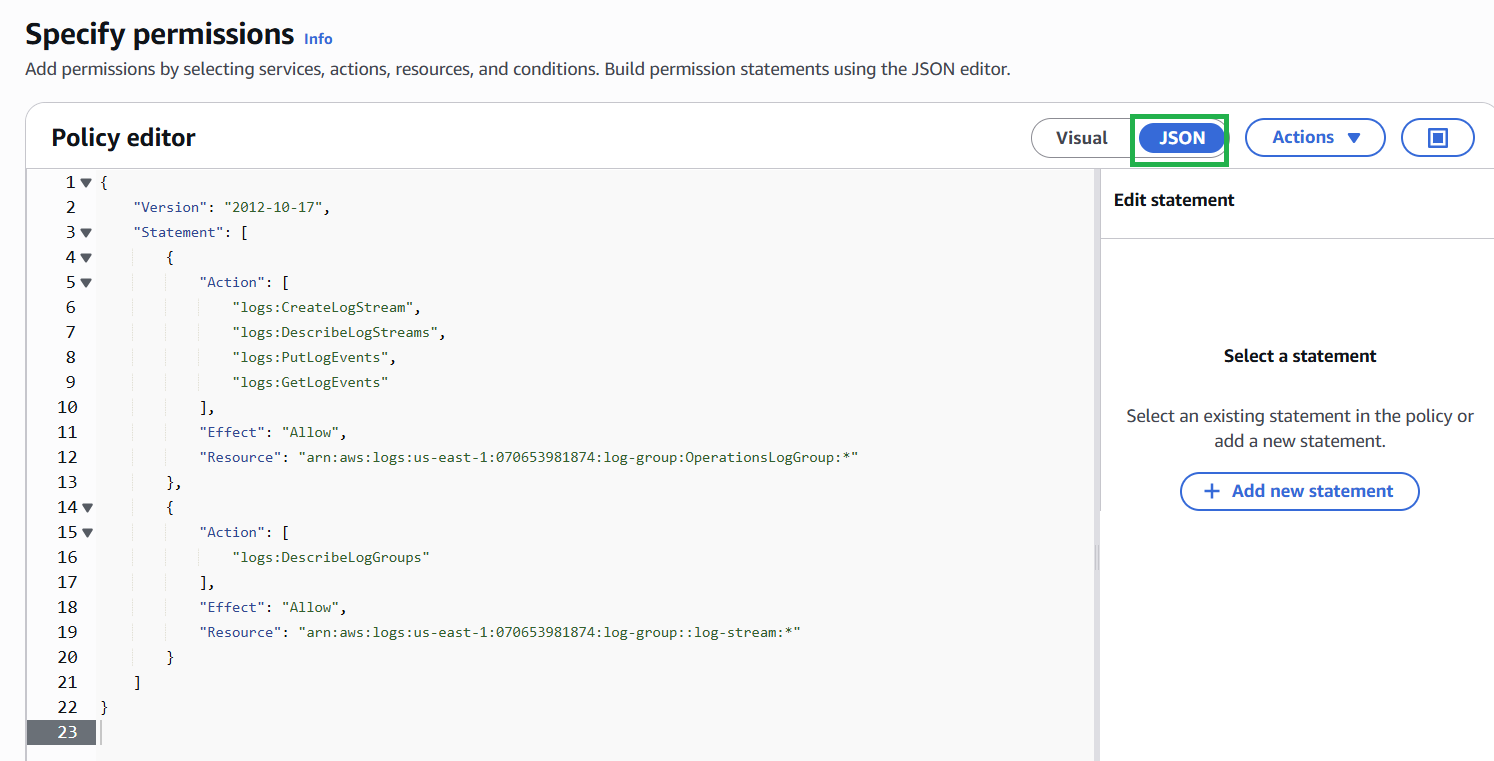 Specify permissions Info
Add permissions by selecting services, actions, resources, and conditions. Build permission statements using the JSON editor.
Policy editor
Visual JSON Actions
1 {
2     "Version": "2012-10-17",
3     "Statement": [
4         {
5             "Action": [
6                 "logs:CreateLogStream",
7                 "logs:DescribeLogStreams",
8                 "logs:PutLogEvents",
9                 "logs:GetLogEvents"
10             ],
11             "Effect": "Allow",
12             "Resource": "arn:aws:logs:us-east-1:070653981874:log-group:OperationsLogGroup:*"
13         },
14         {
15             "Action": [
16                 "logs:DescribeLogGroups"
17             ],
18             "Effect": "Allow",
19             "Resource": "arn:aws:logs:us-east-1:070653981874:log-group::log-stream:*"
20         }
21     ]
22 }
23
Edit statement
Select a statement
Select an existing statement in the policy or
add a new statement.
+ Add new statement